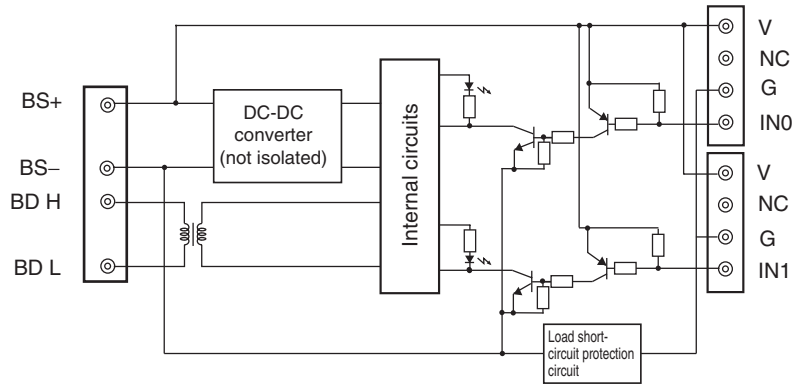 BS+
BS−
BD H
BD L
DC-DC
converter
(not isolated)
Internal circuits
V
NC
G
IN0
V
NC
G
IN1
Load short-
circuit protection
circuit